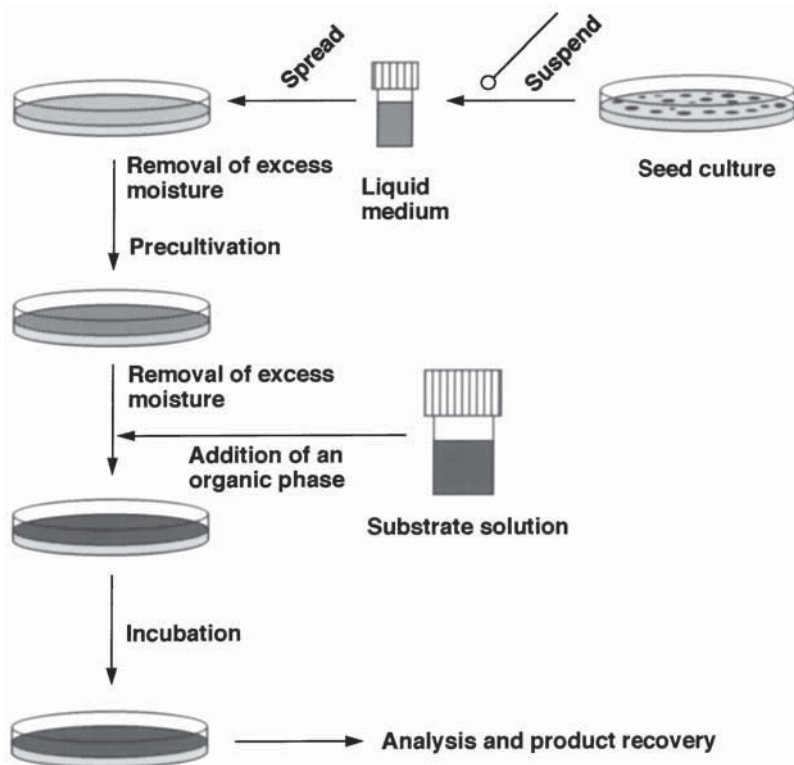 Spread
Suspend
Liquid
medium
Seed culture
Removal of excess
moisture
Precultivation
Removal of excess
moisture
Addition of an
organic phase
Substrate solution
Incubation
Analysis and product recovery